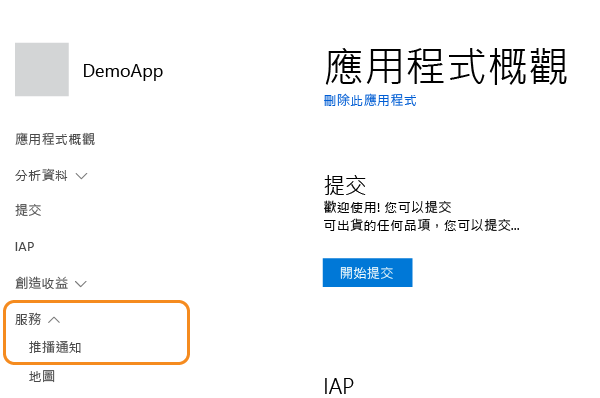 DemoApp
應用程式概觀
分析資料
提交
IAP
創造收益
服務
推播通知
地圖
應用程式概觀
刪除此應用程式
提交
歡迎使用! 您可以提交
可出貨的任何品項，您可以提交...
開始提交
IAP